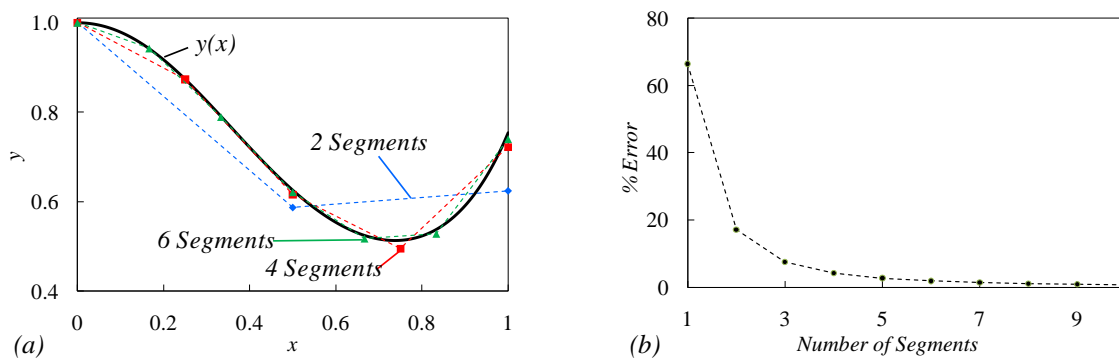 1.0
0.8
0.6
0.4
y
y(x)
2 Segments
6 Segments
4 Segments
0
0.2
0.4
0.6
0.8
1
x
(a)
80
60
40
20
0
% Error
1
3
5
7
9
Number of Segments
(b)